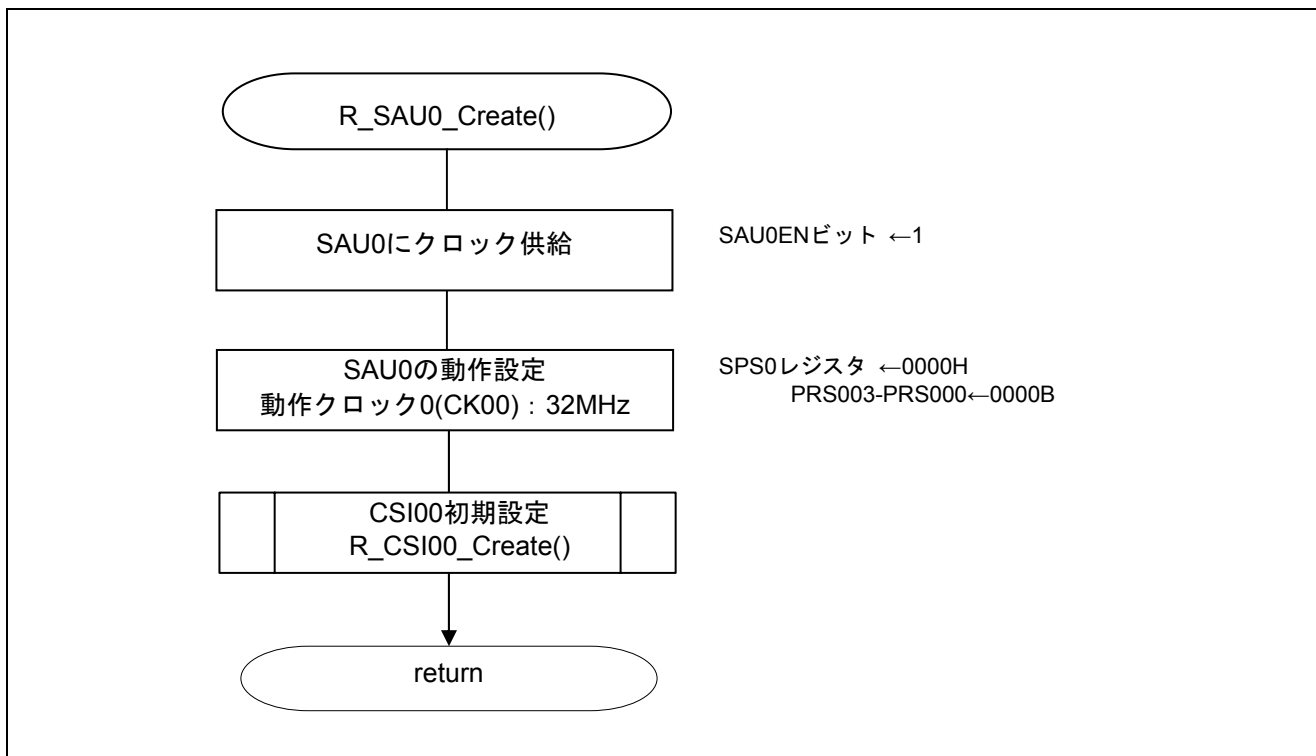 R_SAU0_Create()
SAU0にクロック供給
SAU0ENビット ←1
SAU0の動作設定
動作クロック0(CK00)：32MHz
SPS0レジスタ ←0000H
PRS003-PRS000←0000B
CSI00初期設定
R_CSI00_Create()
return